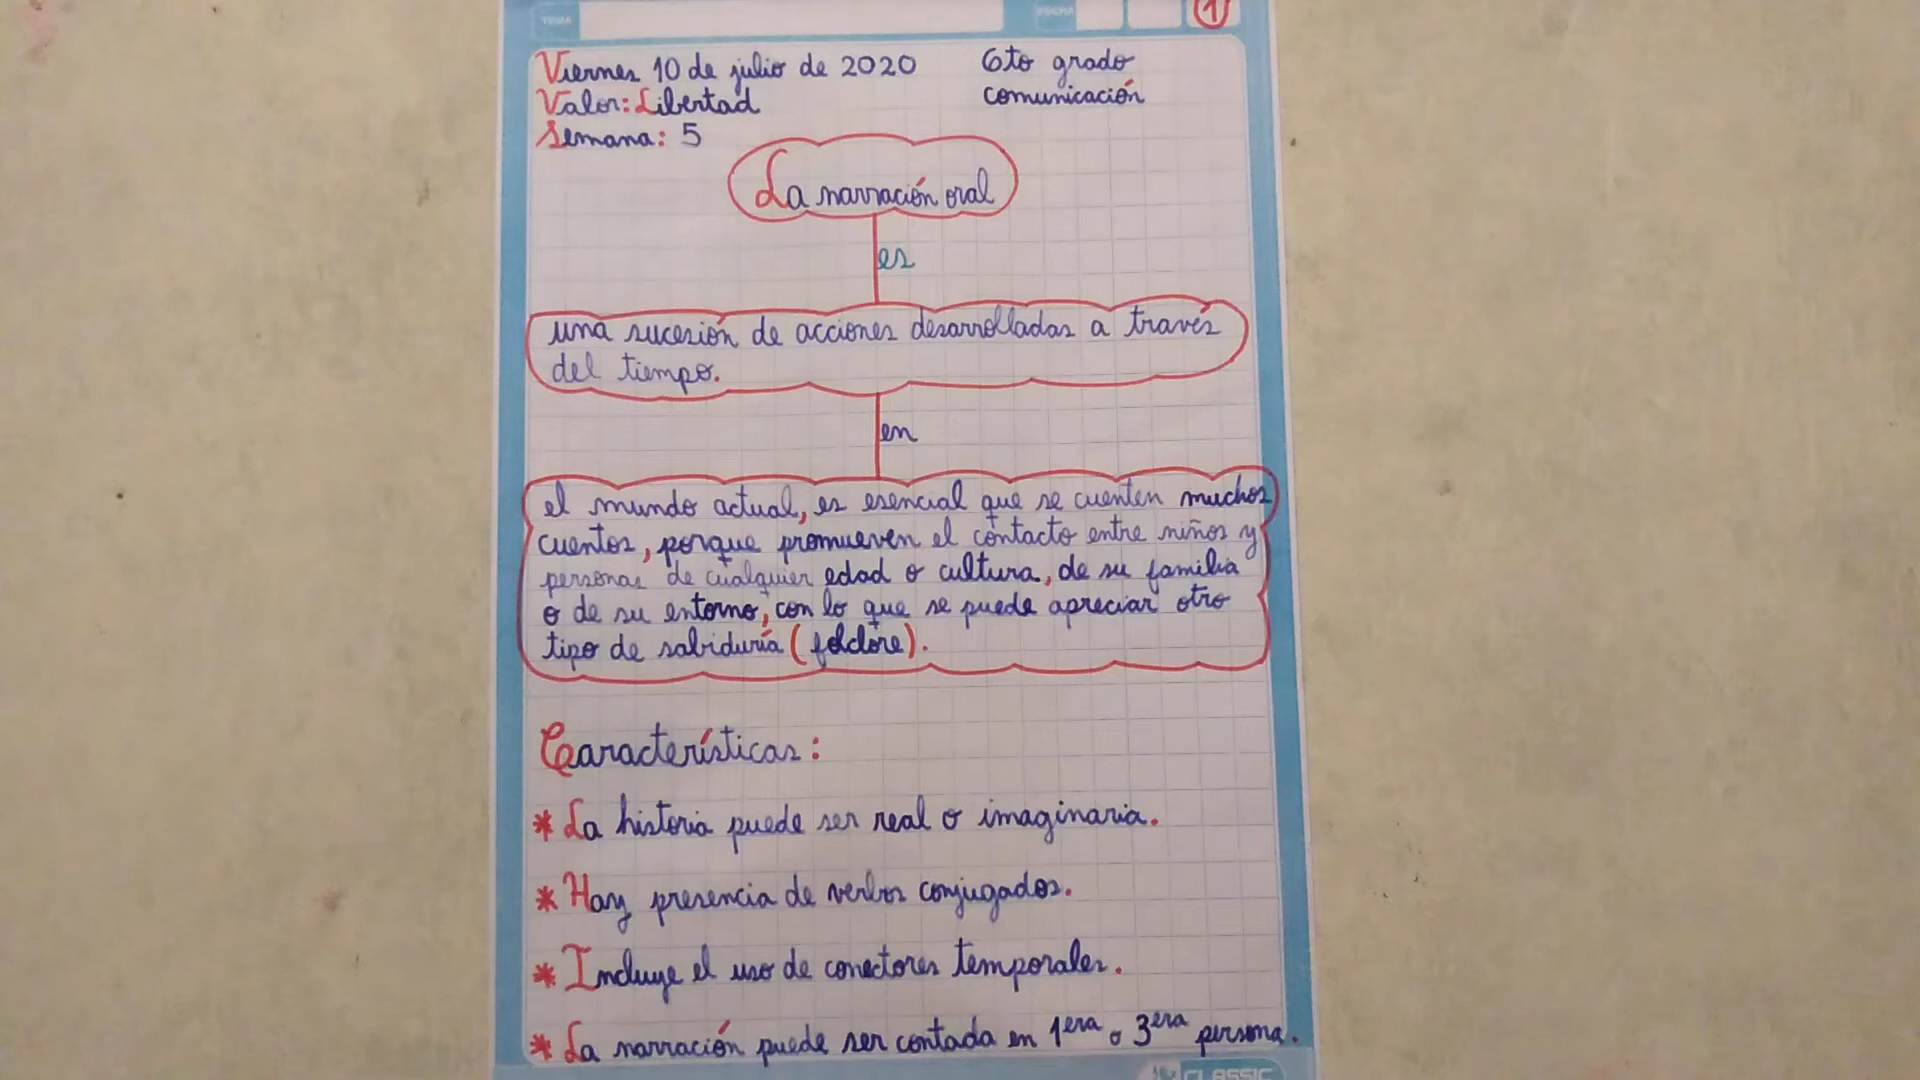 TEMA
FECHA
1
Viernes 10 de julio de 2020
6to grado
Valor: Libertad
comunicación
Semana: 5
La narración oral
es
una sucesión de acciones desarrolladas a través
del tiempo.
en
el mundo actual, es esencial que se cuenten muchos
cuentos, porque promueven el contacto entre niños y
personas de cualquier edad o cultura, de su familia
o de su entorno, con lo que se puede apreciar otro
tipo de sabiduría (folclore).
Características:
* La historia puede ser real o imaginaria.
* Hay presencia de verbos conjugados.
* Incluye el uso de conectores temporales.
* La narración puede ser contada en 1era o 3era persona.
CLASSIC